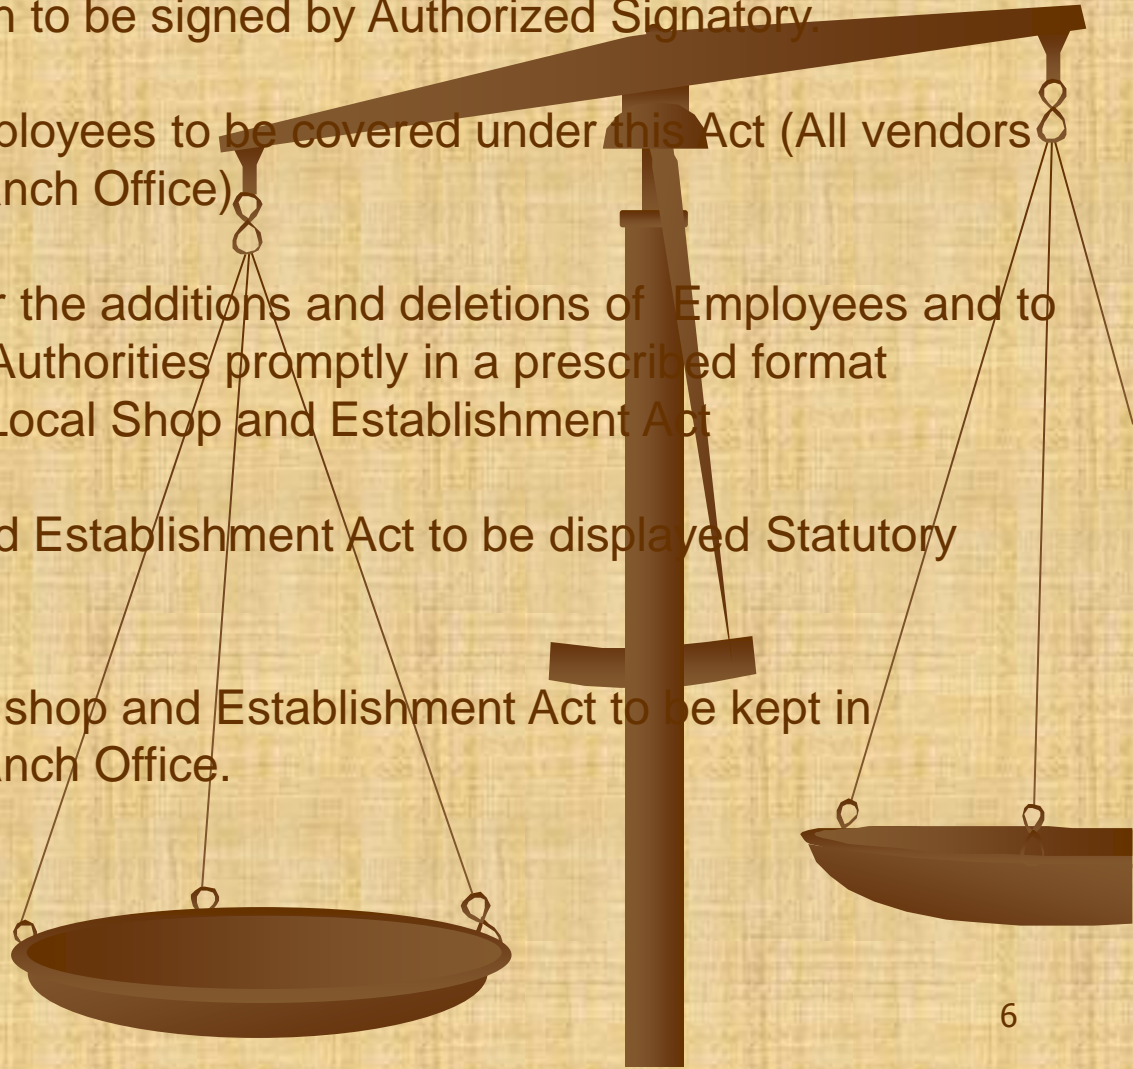 n to be signed by Authorized Signatory.
ployees to be covered under this Act (All vendors
nch Office)
r the additions and deletions of Employees and to
Authorities promptly in a prescribed format
Local Shop and Establishment Act
d Establishment Act to be displayed Statutory
shop and Establishment Act to be kept in
nch Office.
6